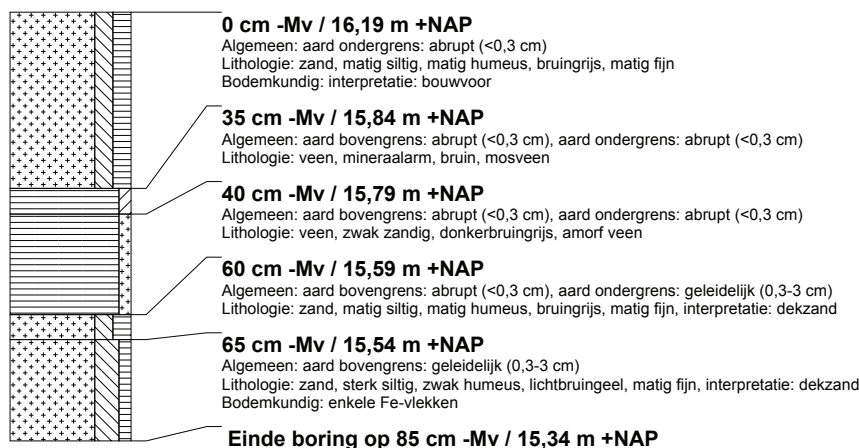 0 cm -Mv / 16,19 m +NAP
Algemeen: aard ondergrens: abrupt (<0,3 cm)
Lithologie: zand, matig siltig, matig humeus, bruingrijs, matig fijn
Bodemkundig: interpretatie: bouwvoor
35 cm -Mv / 15,84 m +NAP
Algemeen: aard bovengrens: abrupt (<0,3 cm), aard ondergrens: abrupt (<0,3 cm)
Lithologie: veen, mineraalarm, bruin, mosveen
40 cm -Mv / 15,79 m +NAP
Algemeen: aard bovengrens: abrupt (<0,3 cm), aard ondergrens: abrupt (<0,3 cm)
Lithologie: veen, zwak zandig, donkerbruingrijs, amorf veen
60 cm -Mv / 15,59 m +NAP
Algemeen: aard bovengrens: abrupt (<0,3 cm), aard ondergrens: geleidelijk (0,3-3 cm)
Lithologie: zand, matig siltig, matig humeus, bruingrijs, matig fijn, interpretatie: dekzand
65 cm -Mv / 15,54 m +NAP
Algemeen: aard bovengrens: geleidelijk (0,3-3 cm)
Lithologie: zand, sterk siltig, zwak humeus, lichtbruingeel, matig fijn, interpretatie: dekzand
Bodemkundig: enkele Fe-vlekken
Einde boring op 85 cm -Mv / 15,34 m +NAP